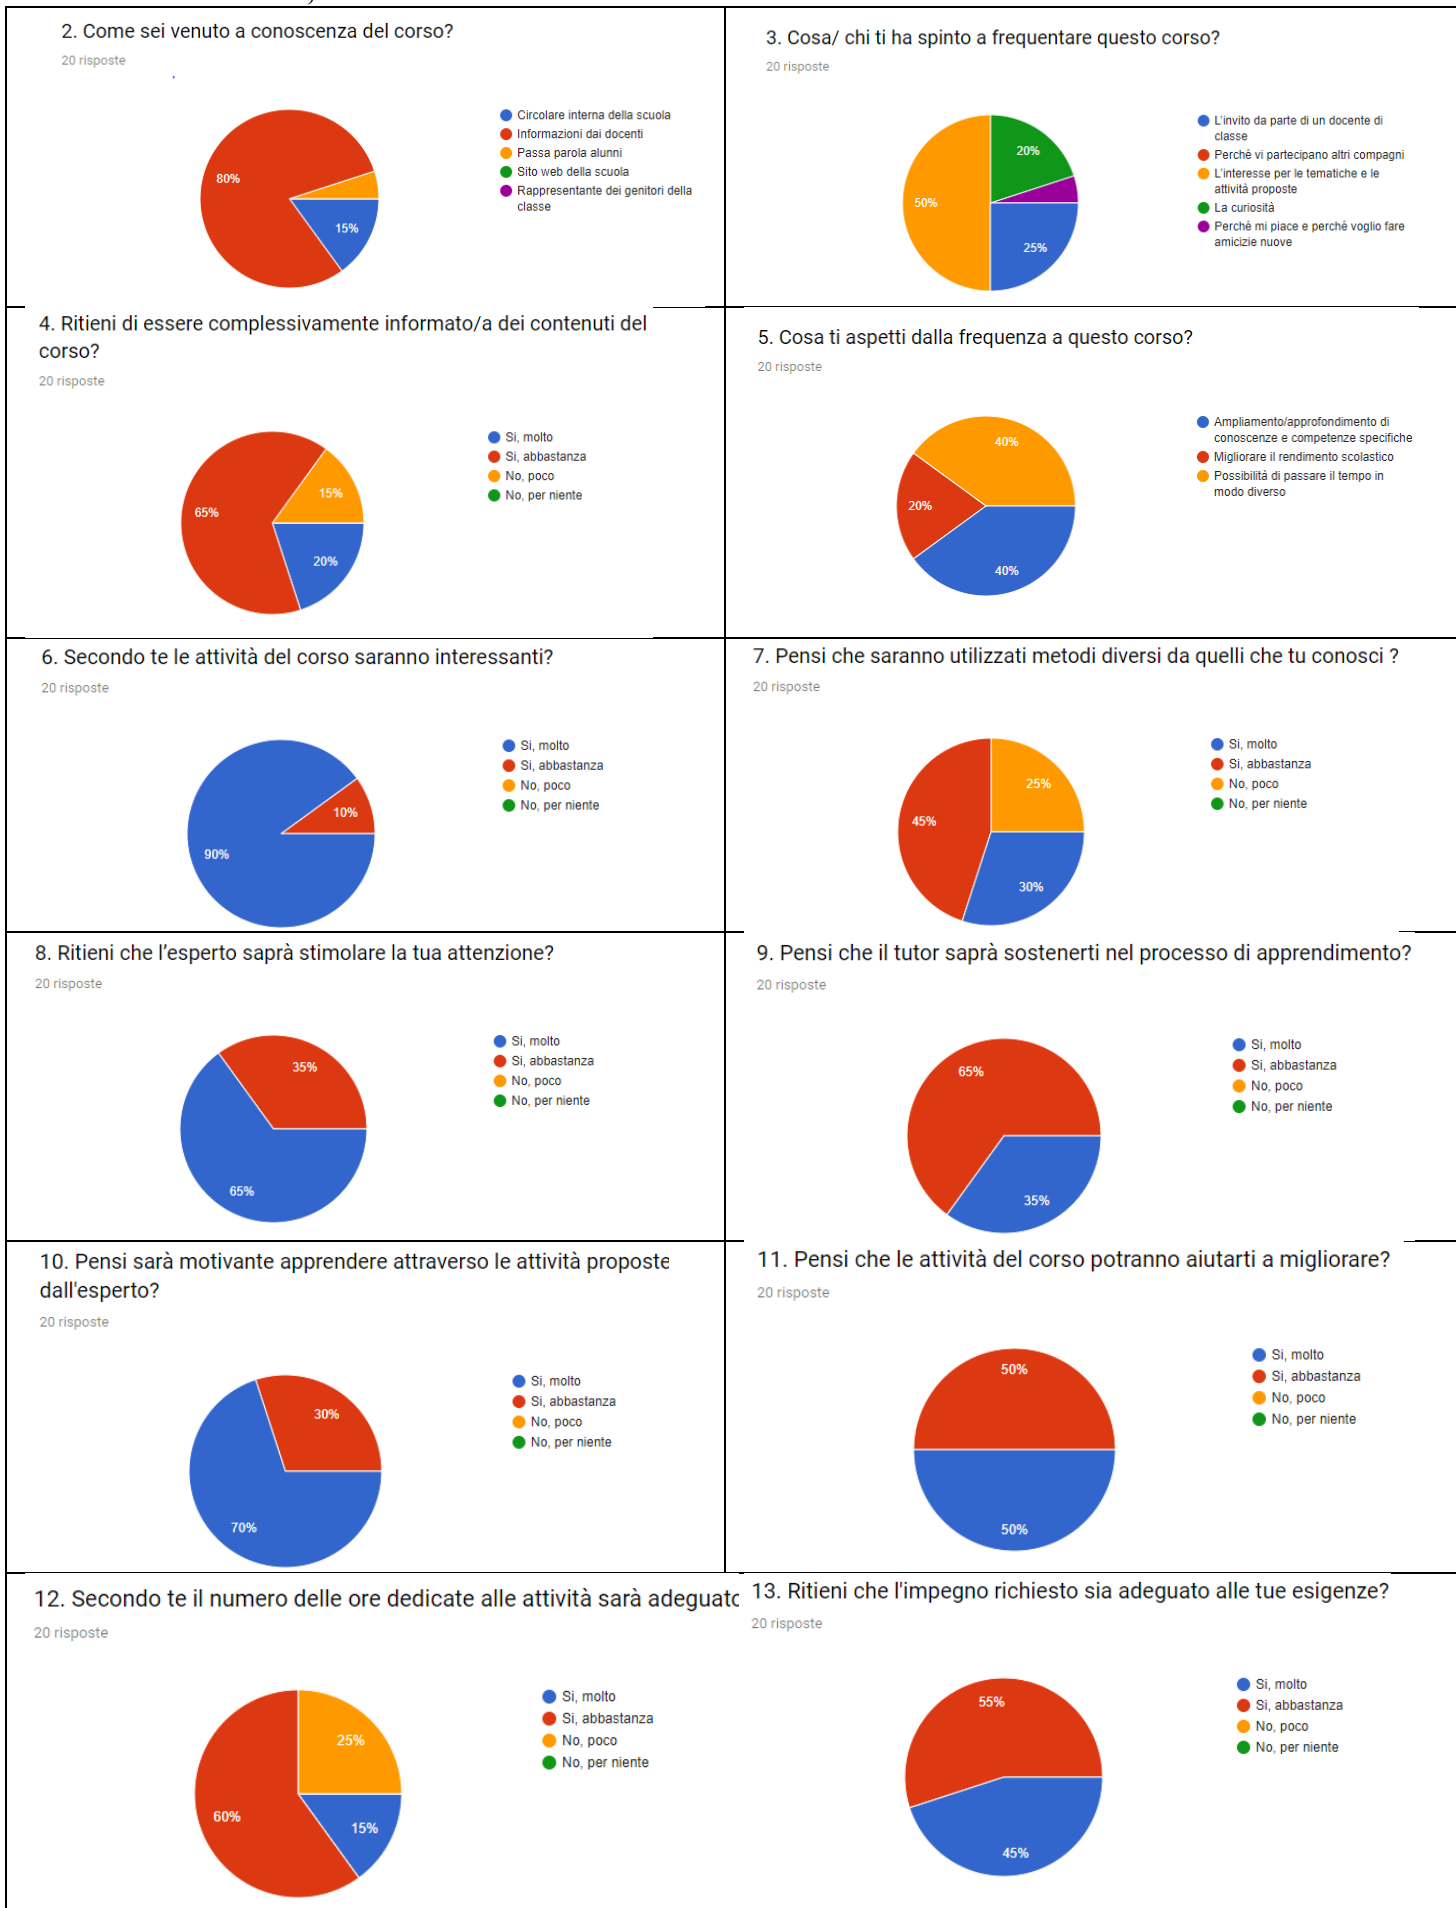 2. Come sei venuto a conoscenza del corso?
20 risposte
80%
15%
Circolare interna della scuola
Informazioni dai docenti
Passa parola alunni
Sito web della scuola
Rappresentante dei genitori della
classe
3. Cosa/ chi ti ha spinto a frequentare questo corso?
20 risposte
20%
50%
25%
L'invito da parte di un docente di
classe
Perché vi partecipano altri compagni
L'interesse per le tematiche e le
attività proposte
La curiosità
Perché mi piace e perché voglio fare
amicizie nuove
4. Ritieni di essere complessivamente informato/a dei contenuti del
corso?
20 risposte
15%
65%
20%
Si, molto
Si, abbastanza
No, poco
No, per niente
5. Cosa ti aspetti dalla frequenza a questo corso?
20 risposte
40%
20%
40%
Ampliamento/approfondimento di
conoscenze e competenze specifiche
Migliorare il rendimento scolastico
Possibilità di passare il tempo in
modo diverso
6. Secondo te le attività del corso saranno interessanti?
20 risposte
10%
90%
Si, molto
Si, abbastanza
No, poco
No, per niente
7. Pensi che saranno utilizzati metodi diversi da quelli che tu conosci ?
20 risposte
25%
45%
30%
Si, molto
Si, abbastanza
No, poco
No, per niente
8. Ritieni che l'esperto saprà stimolare la tua attenzione?
20 risposte
35%
65%
Si, molto
Si, abbastanza
No, poco
No, per niente
9. Pensi che il tutor saprà sostenerti nel processo di apprendimento?
20 risposte
65%
35%
Si, molto
Si, abbastanza
No, poco
No, per niente
10. Pensi sarà motivante apprendere attraverso le attività proposte
dall'esperto?
20 risposte
30%
70%
Si, molto
Si, abbastanza
No, poco
No, per niente
11. Pensi che le attività del corso potranno aiutarti a migliorare?
20 risposte
50%
50%
Si, molto
Si, abbastanza
No, poco
No, per niente
12. Secondo te il numero delle ore dedicate alle attività sarà adeguato
20 risposte
25%
60%
15%
Si, molto
Si, abbastanza
No, poco
No, per niente
13. Ritieni che l'impegno richiesto sia adeguato alle tue esigenze?
20 risposte
55%
45%
Si, molto
Si, abbastanza
No, poco
No, per niente